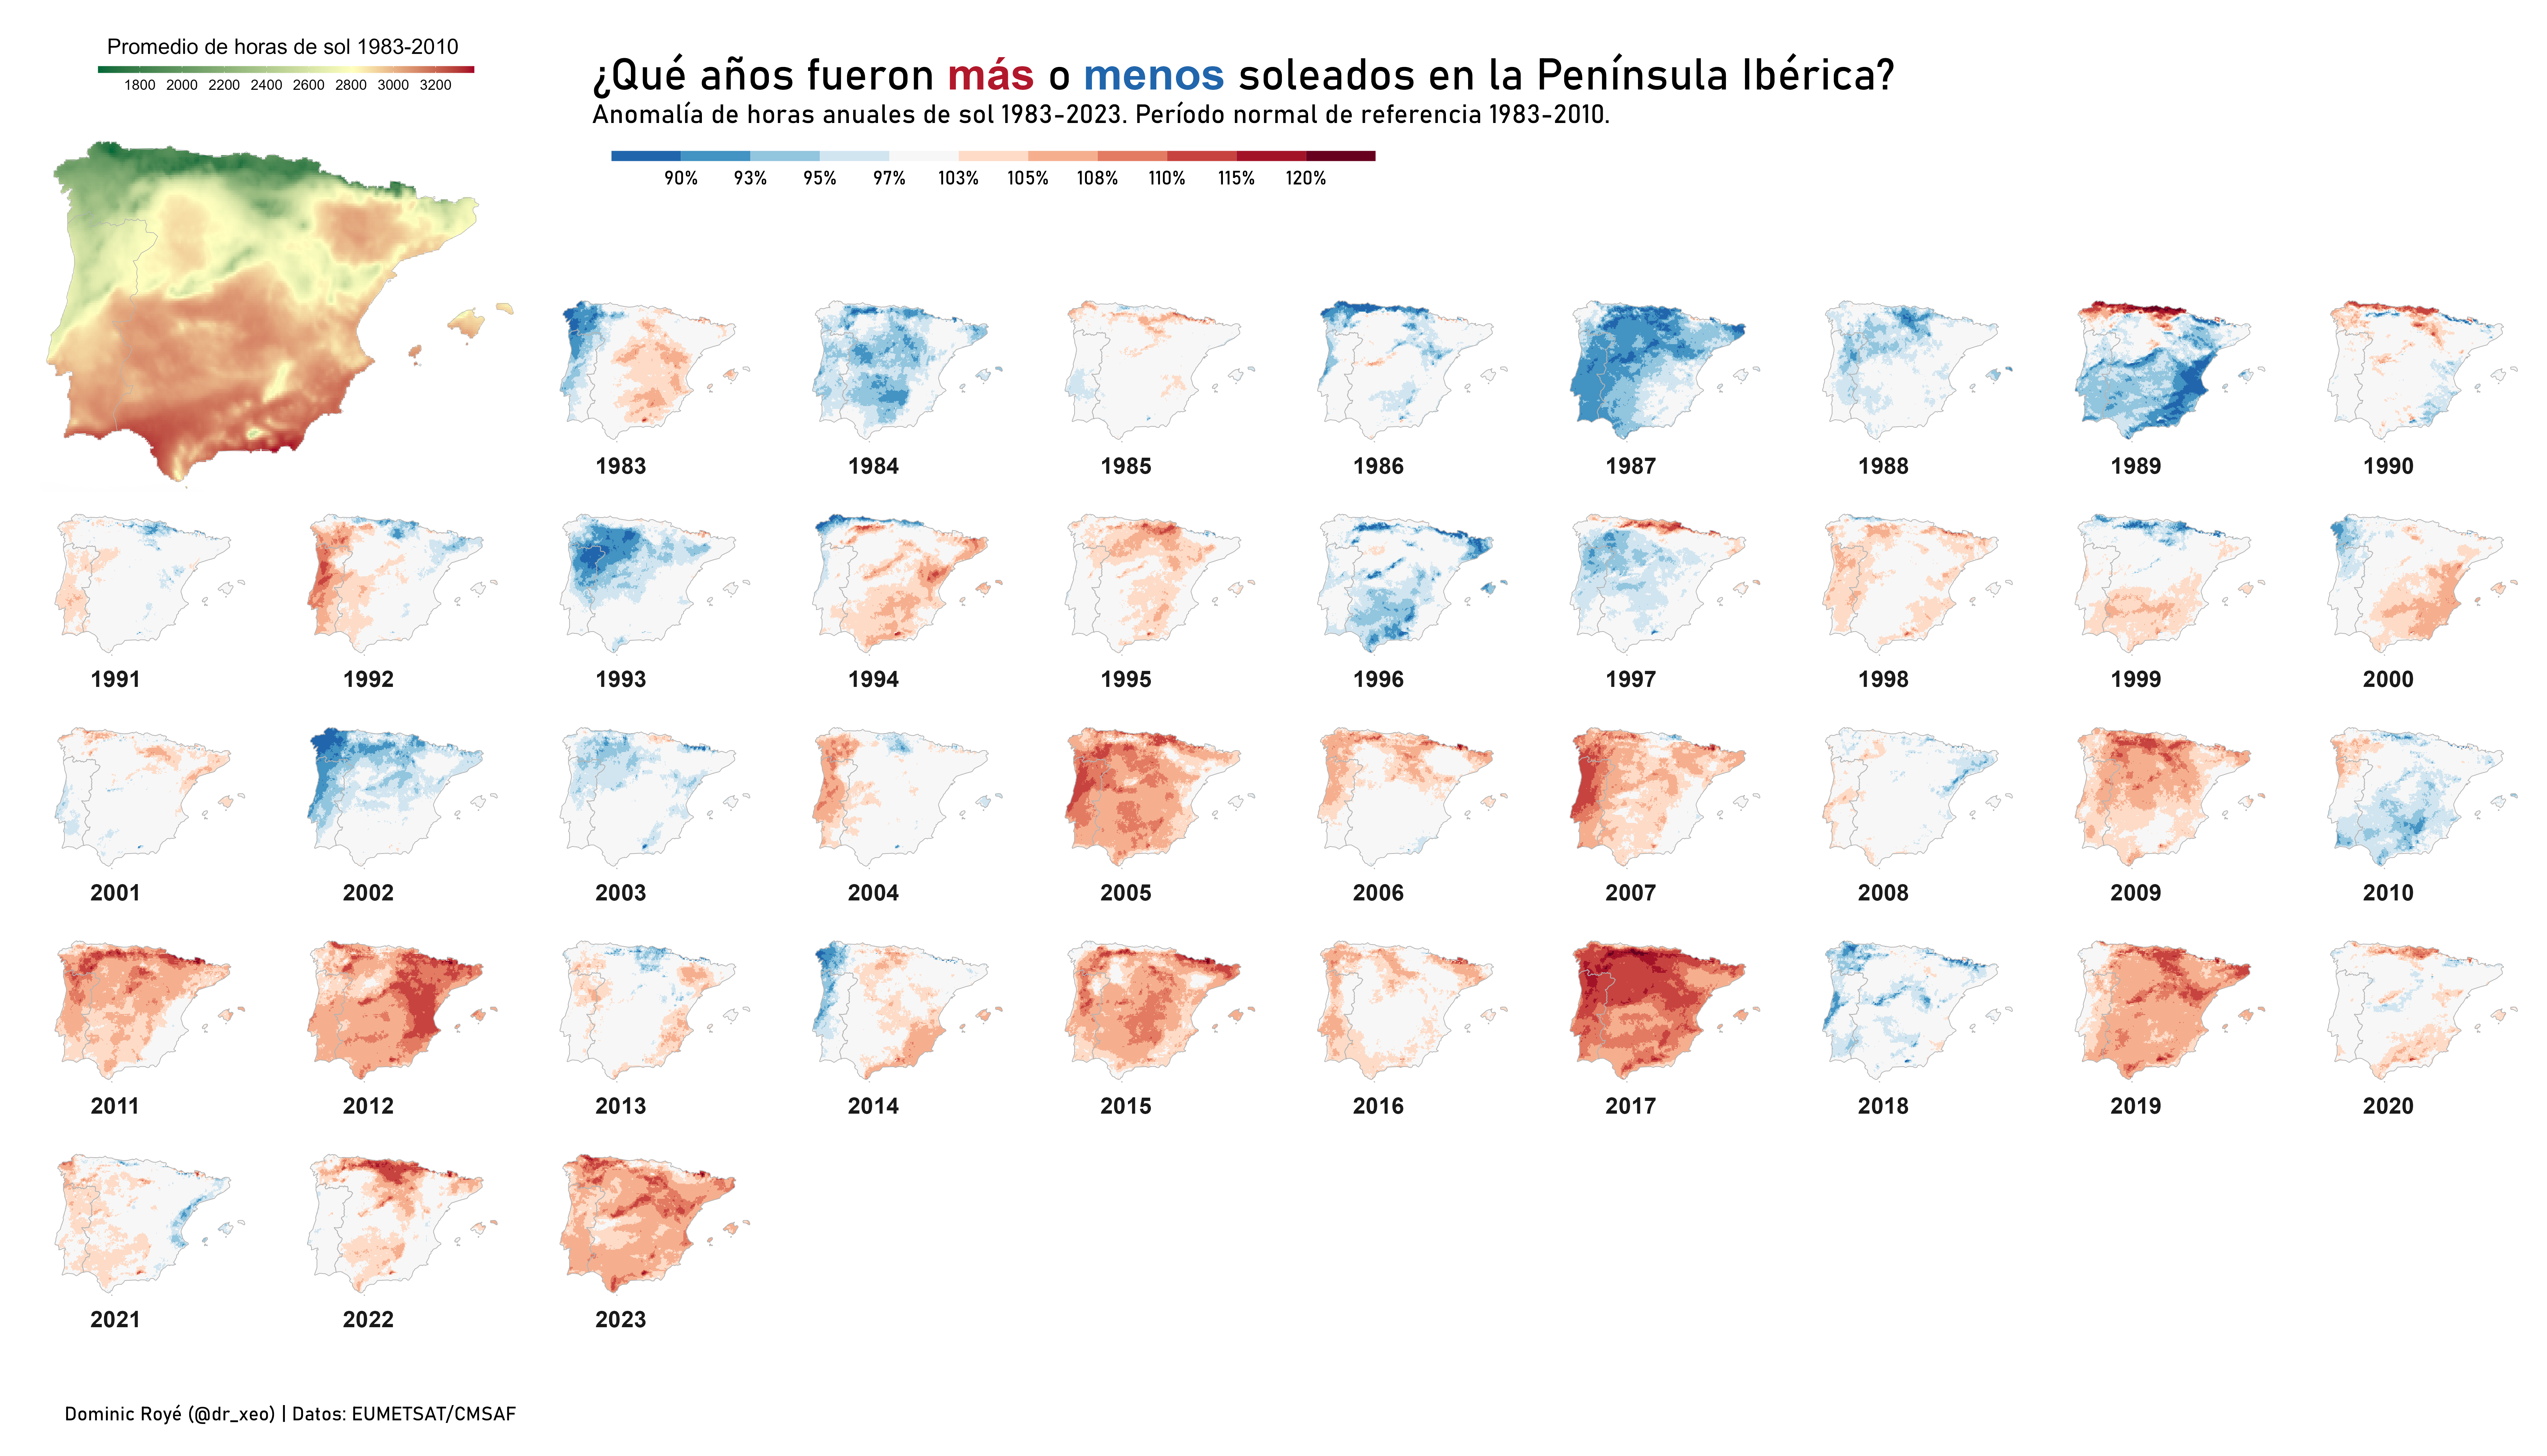 Promedio de horas de sol 1983-2010
1800 2000 2200 2400 2600 2800 3000 3200
¿Qué años fueron más o menos soleados en la Península Ibérica?
Anomalía de horas anuales de sol 1983-2023. Período normal de referencia 1983-2010.
90% 93% 95% 97% 103% 105% 108% 110% 115% 120%
1983 1984 1985 1986 1987 1988 1989 1990
1991 1992 1993 1994 1995 1996 1997 1998 1999 2000
2001 2002 2003 2004 2005 2006 2007 2008 2009 2010
2011 2012 2013 2014 2015 2016 2017 2018 2019 2020
2021 2022 2023
Dominic Royé (@dr_xeo) | Datos: EUMETSAT/CMSAF